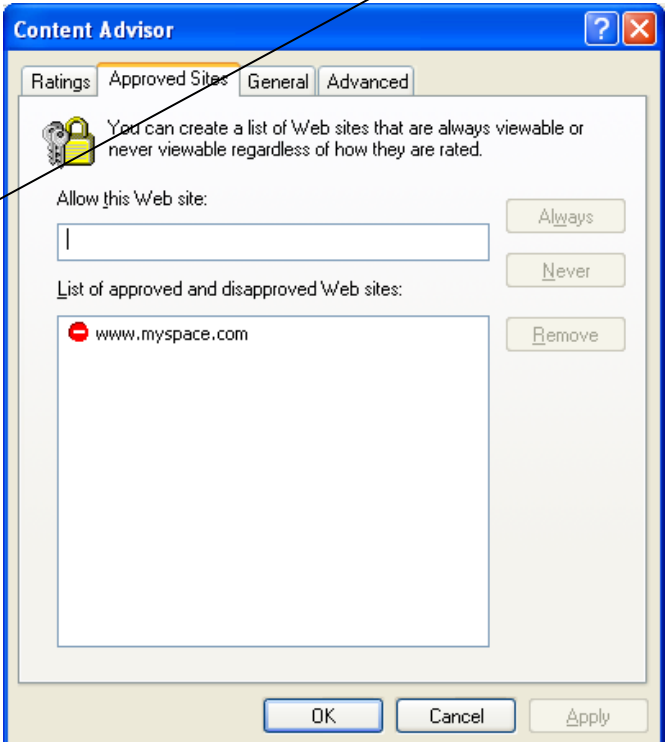 Content Advisor
Ratings Approved Sites General Advanced
You can create a list of Web sites that are always viewable or
never viewable regardless of how they are rated.
Allow this Web site:
Always
Never
List of approved and disapproved Web sites:
www.myspace.com
Remove
OK Cancel Apply